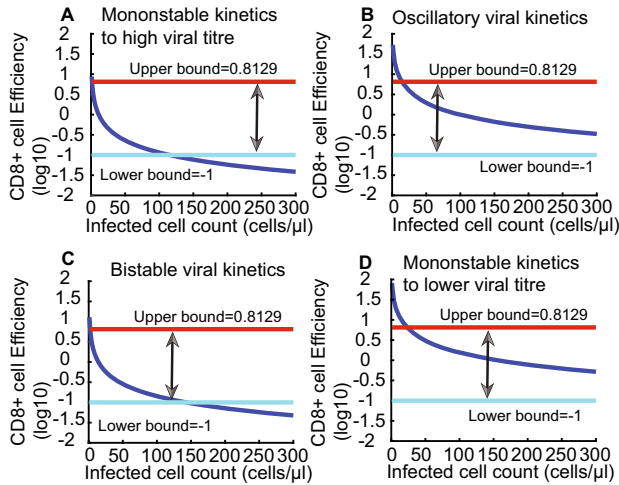 A
Mononstable kinetics
to high viral titre
CD8+ cell Efficiency
(log10)
2
1.5
1
0.5
0
-0.5
-1
-1.5
-2
Upper bound=0.8129
Lower bound=-1
0 50 100 150 200 250 300
Infected cell count (cells/µl)
B
Oscillatory viral kinetics
CD8+ cell Efficiency
(log10)
2
1.5
1
0.5
0
-0.5
-1
-1.5
-2
Upper bound=0.8129
Lower bound=-1
0 50 100 150 200 250 300
Infected cell count (cells/µl)
C
Bistable viral kinetics
CD8+ cell Efficiency
(log10)
2
1.5
1
0.5
0
-0.5
-1
-1.5
-2
Upper bound=0.8129
Lower bound=-1
0 50 100 150 200 250 300
Infected cell count (cells/µl)
D
Mononstable kinetics
to lower viral titre
CD8+ cell Efficiency
(log10)
2
1.5
1
0.5
0
-0.5
-1
-1.5
-2
Upper bound=0.8129
Lower bound=-1
0 50 100 150 200 250 300
Infected cell count (cells/µl)